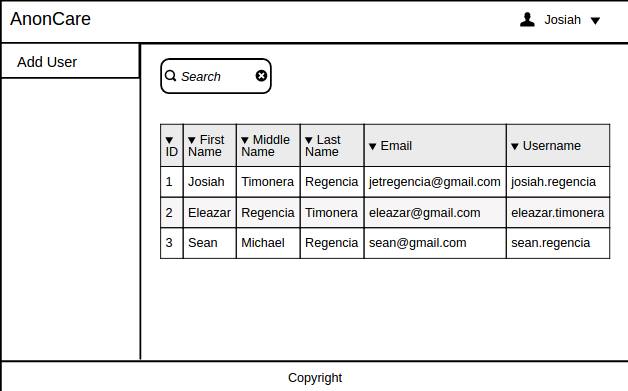 AnonCare
Josiah ▼
Add User
Search
▼ ID ▼ First Name ▼ Middle Name ▼ Last Name ▼ Email ▼ Username
1 Josiah Timonera Regencia jetregencia@gmail.com josiah.regencia
2 Eleazar Regencia Timonera eleazar@gmail.com eleazar.timonera
3 Sean Michael Regencia sean@gmail.com sean.regencia
Copyright